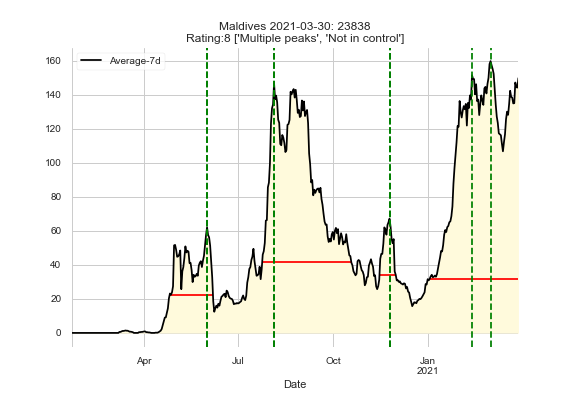 Maldives 2021-03-30: 23838
Rating:8 ['Multiple peaks', 'Not in control']
Average-7d
160
140
120
100
80
60
40
20
0
Apr
Jul
Oct
Jan
2021
Date